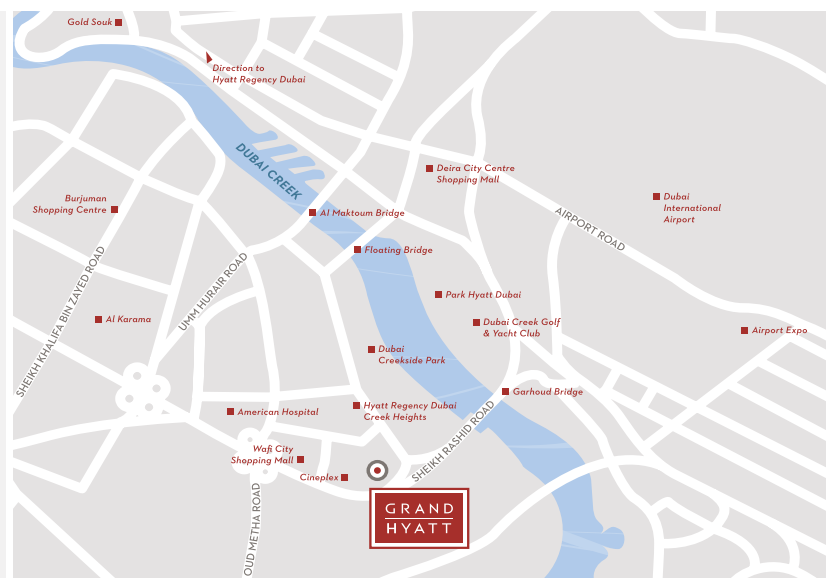 Gold Souk
Direction to
Hyatt Regency Dubai
DUBAI CREEK
Deira City Centre
Shopping Mall
Burjuman
Shopping Centre
Dubai
International
Airport
Al Maktoum Bridge
AIRPORT ROAD
Floating Bridge
UMM HURAIR ROAD
SHEIKH KHALIFA BIN ZAYED ROAD
Park Hyatt Dubai
Al Karama
Dubai Creek Golf
& Yacht Club
Airport Expo
Dubai
Creekside Park
Garhoud Bridge
American Hospital
Hyatt Regency Dubai
Creek Heights
SHEIKH RASHID ROAD
Wafi City
Shopping Mall
Cineplex
OUD METHA ROAD
GRAND
HYATT